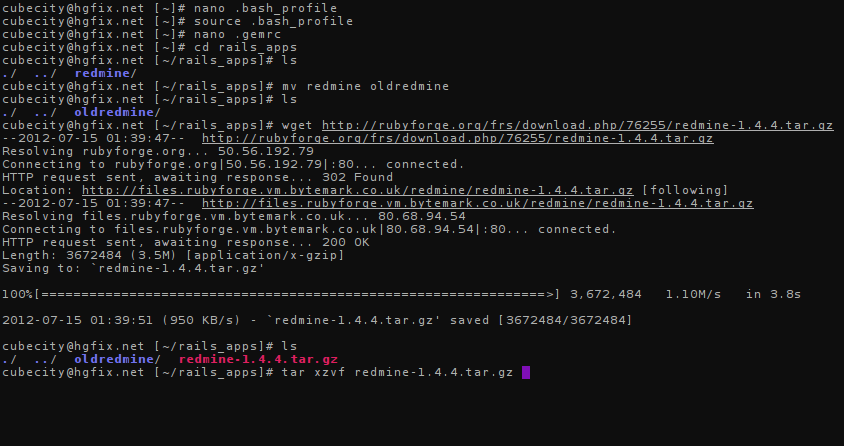 cubecity@hgfix.net [~]# nano .bash_profile
cubecity@hgfix.net [~]# source .bash_profile
cubecity@hgfix.net [~]# nano .gemrc
cubecity@hgfix.net [~]# cd rails_apps
cubecity@hgfix.net [~/rails_apps]# ls
./  ../  redmine/
cubecity@hgfix.net [~/rails_apps]# mv redmine oldredmine
cubecity@hgfix.net [~/rails_apps]# ls
./  ../  oldredmine/
cubecity@hgfix.net [~/rails_apps]# wget http://rubyforge.org/frs/download.php/76255/redmine-1.4.4.tar.gz
--2012-07-15 01:39:47--  http://rubyforge.org/frs/download.php/76255/redmine-1.4.4.tar.gz
Resolving rubyforge.org... 50.56.192.79
Connecting to rubyforge.org|50.56.192.79|:80... connected.
HTTP request sent, awaiting response... 302 Found
Location: http://files.rubyforge.vm.bytemark.co.uk/redmine/redmine-1.4.4.tar.gz [following]
--2012-07-15 01:39:47--  http://files.rubyforge.vm.bytemark.co.uk/redmine/redmine-1.4.4.tar.gz
Resolving files.rubyforge.vm.bytemark.co.uk... 80.68.94.54
Connecting to files.rubyforge.vm.bytemark.co.uk|80.68.94.54|:80... connected.
HTTP request sent, awaiting response... 200 OK
Length: 3672484 (3.5M) [application/x-gzip]
Saving to: `redmine-1.4.4.tar.gz'
100%[===============================================================>] 3,672,484   1.10M/s   in 3.8s
2012-07-15 01:39:51 (950 KB/s) - `redmine-1.4.4.tar.gz' saved [3672484/3672484]
cubecity@hgfix.net [~/rails_apps]# ls
./  ../  oldredmine/  redmine-1.4.4.tar.gz
cubecity@hgfix.net [~/rails_apps]# tar xzvf redmine-1.4.4.tar.gz